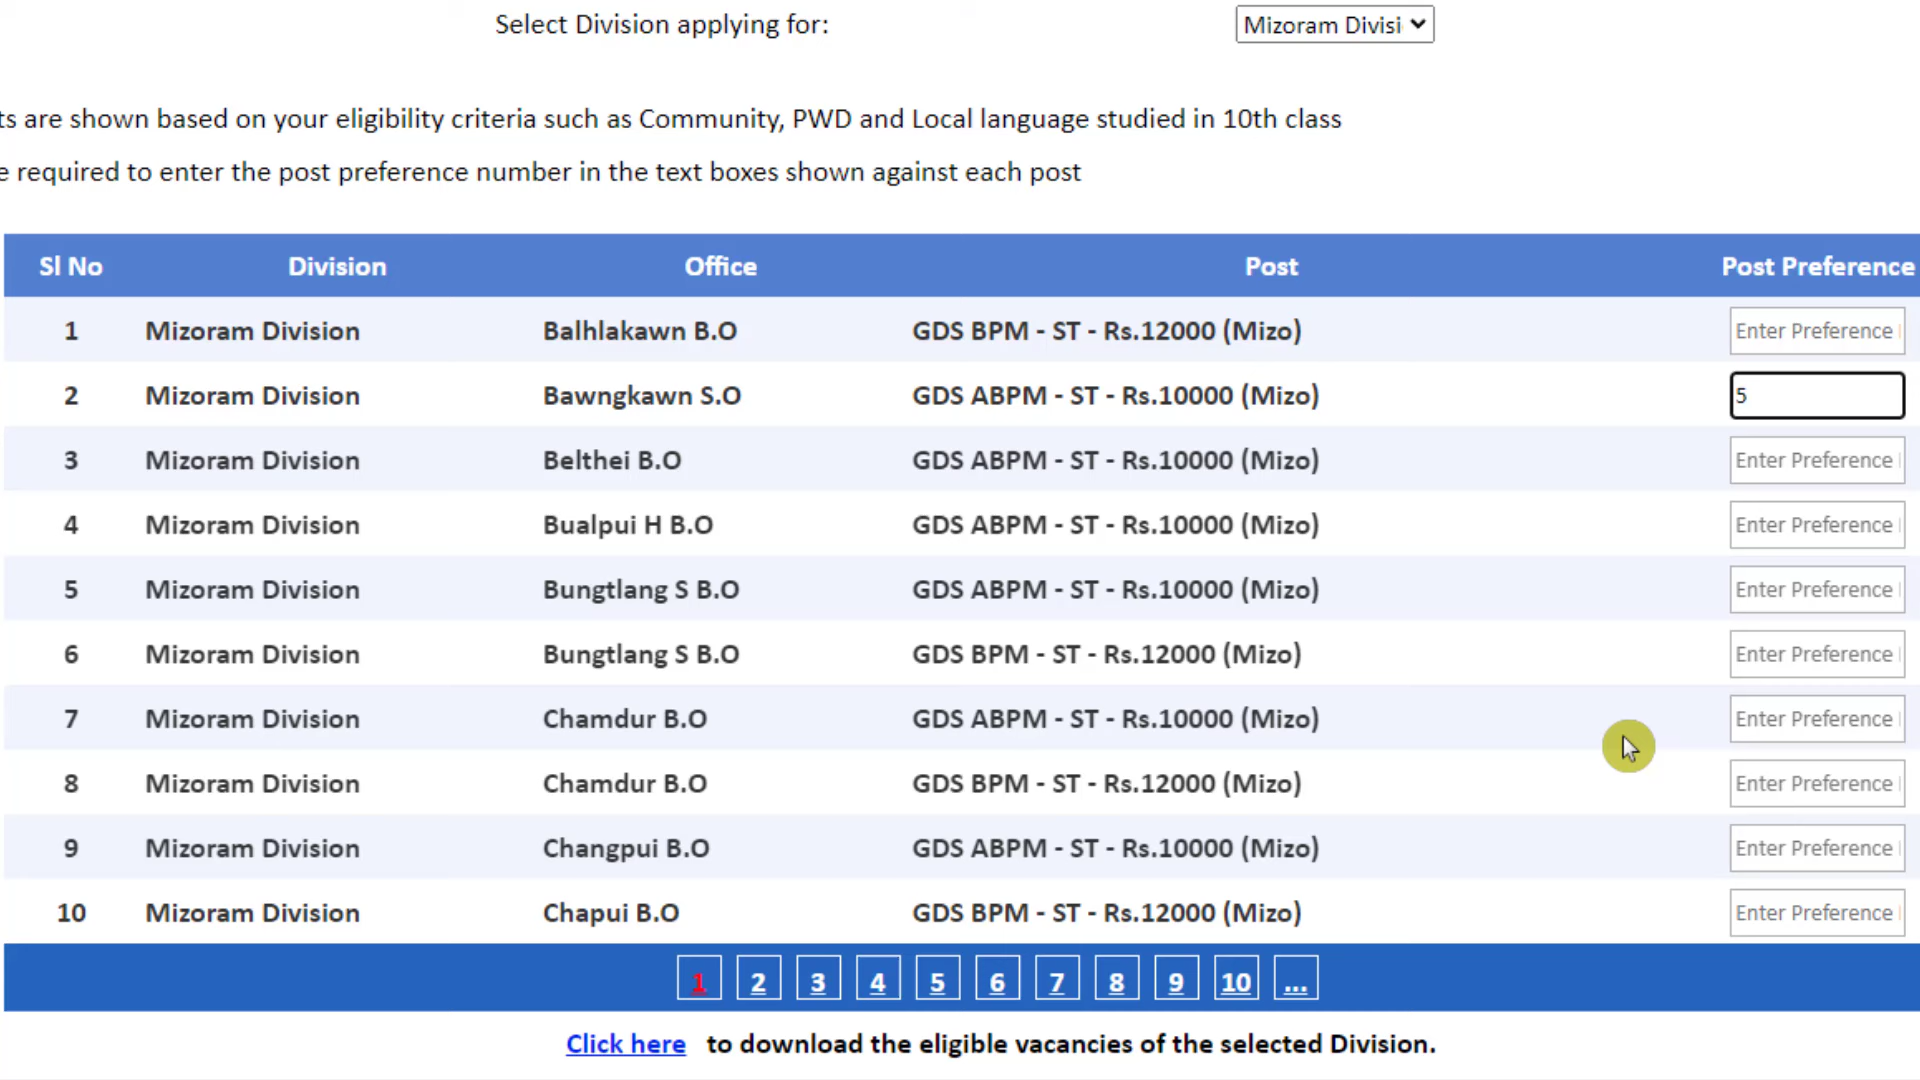 Select Division applying for: Mizoram Divisi
ts are shown based on your eligibility criteria such as Community, PWD and Local language studied in 10th class
e required to enter the post preference number in the text boxes shown against each post
Sl No Division Office Post Post Preference
1 Mizoram Division Balhlakawn B.O GDS BPM - ST - Rs.12000 (Mizo) Enter Preference
2 Mizoram Division Bawngkawn S.O GDS ABPM - ST - Rs.10000 (Mizo) 5
3 Mizoram Division Belthei B.O GDS ABPM - ST - Rs.10000 (Mizo) Enter Preference
4 Mizoram Division Bualpui H B.O GDS ABPM - ST - Rs.10000 (Mizo) Enter Preference
5 Mizoram Division Bungtlang S B.O GDS ABPM - ST - Rs.10000 (Mizo) Enter Preference
6 Mizoram Division Bungtlang S B.O GDS BPM - ST - Rs.12000 (Mizo) Enter Preference
7 Mizoram Division Chamdur B.O GDS ABPM - ST - Rs.10000 (Mizo) Enter Preference
8 Mizoram Division Chamdur B.O GDS BPM - ST - Rs.12000 (Mizo) Enter Preference
9 Mizoram Division Changpui B.O GDS ABPM - ST - Rs.10000 (Mizo) Enter Preference
10 Mizoram Division Chapui B.O GDS BPM - ST - Rs.12000 (Mizo) Enter Preference
1 2 3 4 5 6 7 8 9 10 ...
Click here to download the eligible vacancies of the selected Division.